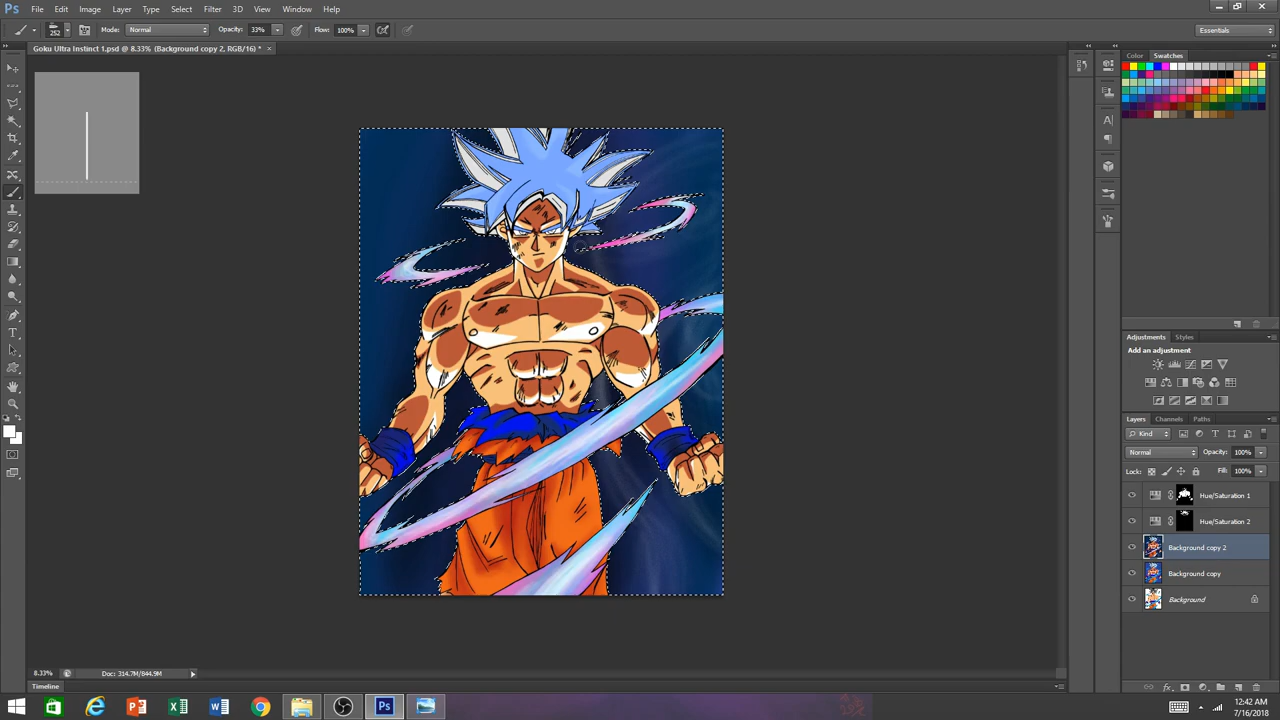 Ps File Edit Image Layer Type Select Filter 3D View Window Help
252 Mode: Normal Opacity: 33% Flow: 100% Essentials
Goku Ultra Instinct 1.psd @ 8.33% (Background copy 2, RGB/16) * ×
Color Swatches
Adjustments Styles
Add an adjustment
Layers Channels Paths
Kind
Normal Opacity: 100%
Lock: Fill: 100%
Hue/Saturation 1
Hue/Saturation 2
Background copy 2
Background copy
Background
8.33% Doc: 314.7M/844.9M
Timeline
12:42 AM
7/16/2018